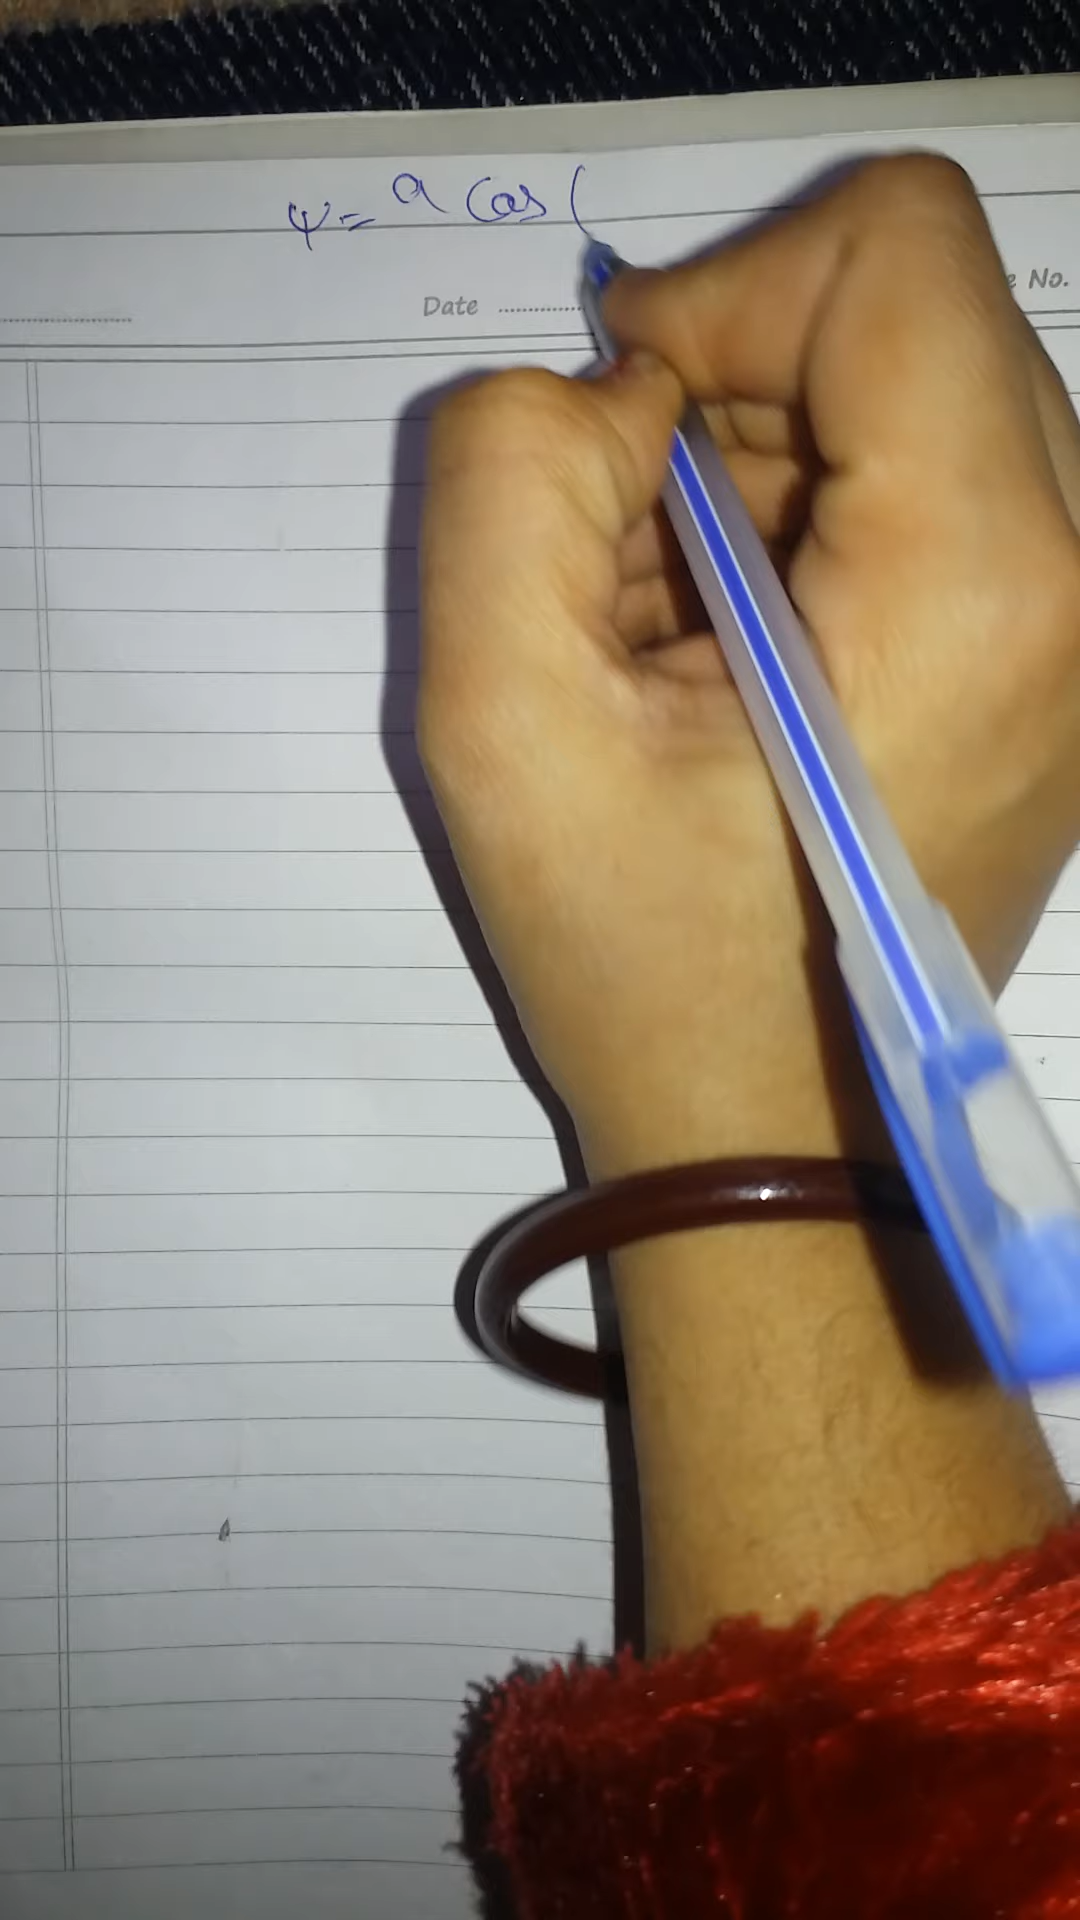 ψ = a Cos (
Date ................ e No.